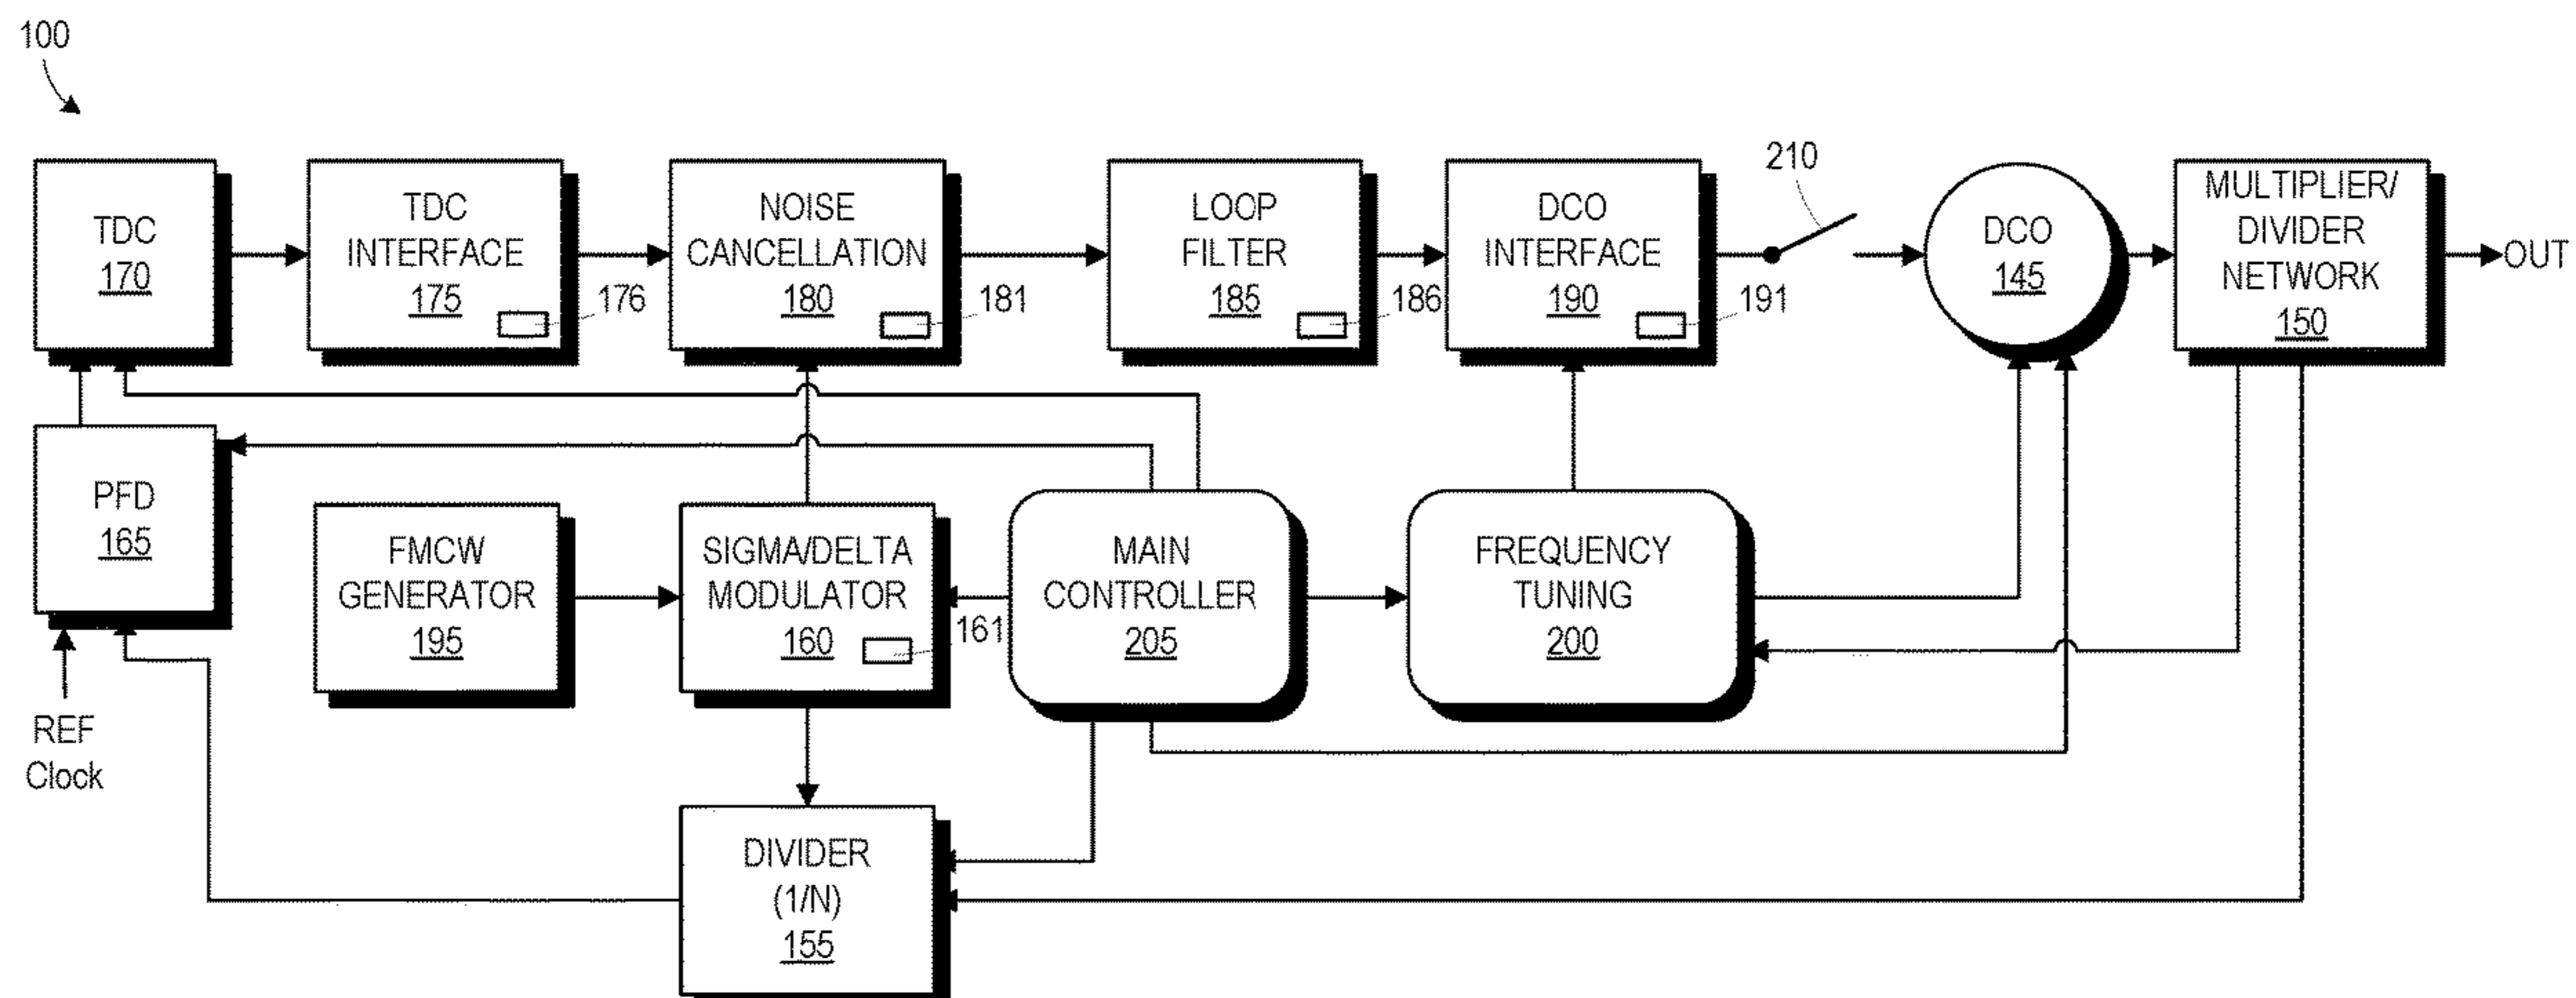 100
TDC
170
TDC
INTERFACE
175
176
NOISE
CANCELLATION
180
181
LOOP
FILTER
185
186
DCO
INTERFACE
190
191
210
DCO
145
MULTIPLIER/
DIVIDER
NETWORK
150
OUT
PFD
165
REF
Clock
FMCW
GENERATOR
195
SIGMA/DELTA
MODULATOR
160
161
MAIN
CONTROLLER
205
FREQUENCY
TUNING
200
DIVIDER
(1/N)
155